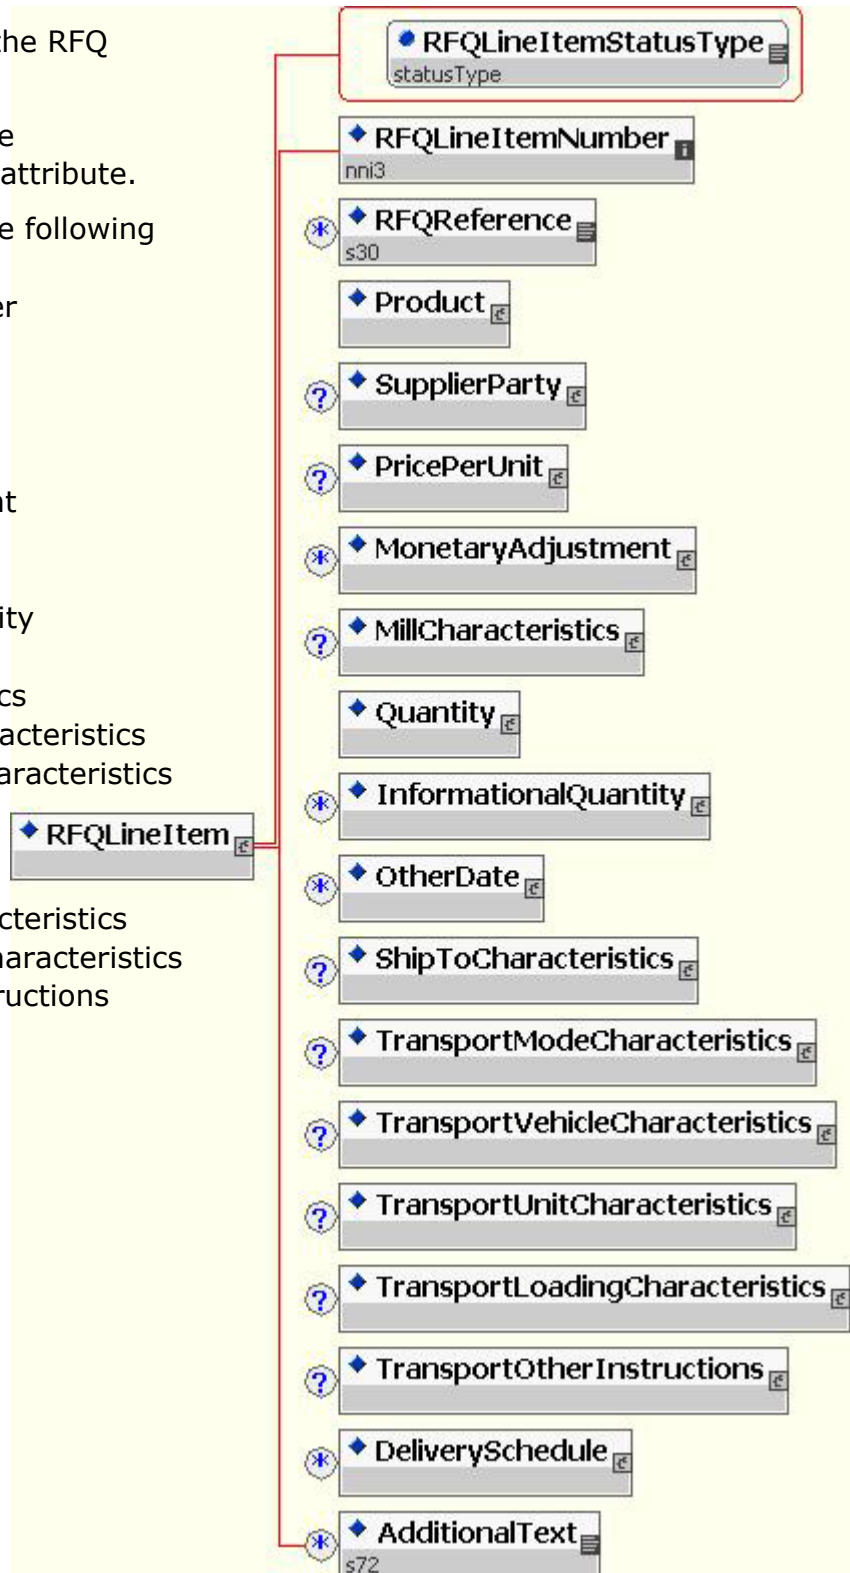 the RFQ
e
attribute.
e following
er
nt
ity
cs
acteristics
aracteristics
cteristics
haracteristics
ructions
RFQLineItem
RFQLineItemStatusType
statusType
RFQLineItemNumber
nni3
RFQReference
s30
Product
SupplierParty
PricePerUnit
MonetaryAdjustment
MillCharacteristics
Quantity
InformationalQuantity
OtherDate
ShipToCharacteristics
TransportModeCharacteristics
TransportVehicleCharacteristics
TransportUnitCharacteristics
TransportLoadingCharacteristics
TransportOtherInstructions
DeliverySchedule
AdditionalText
s72